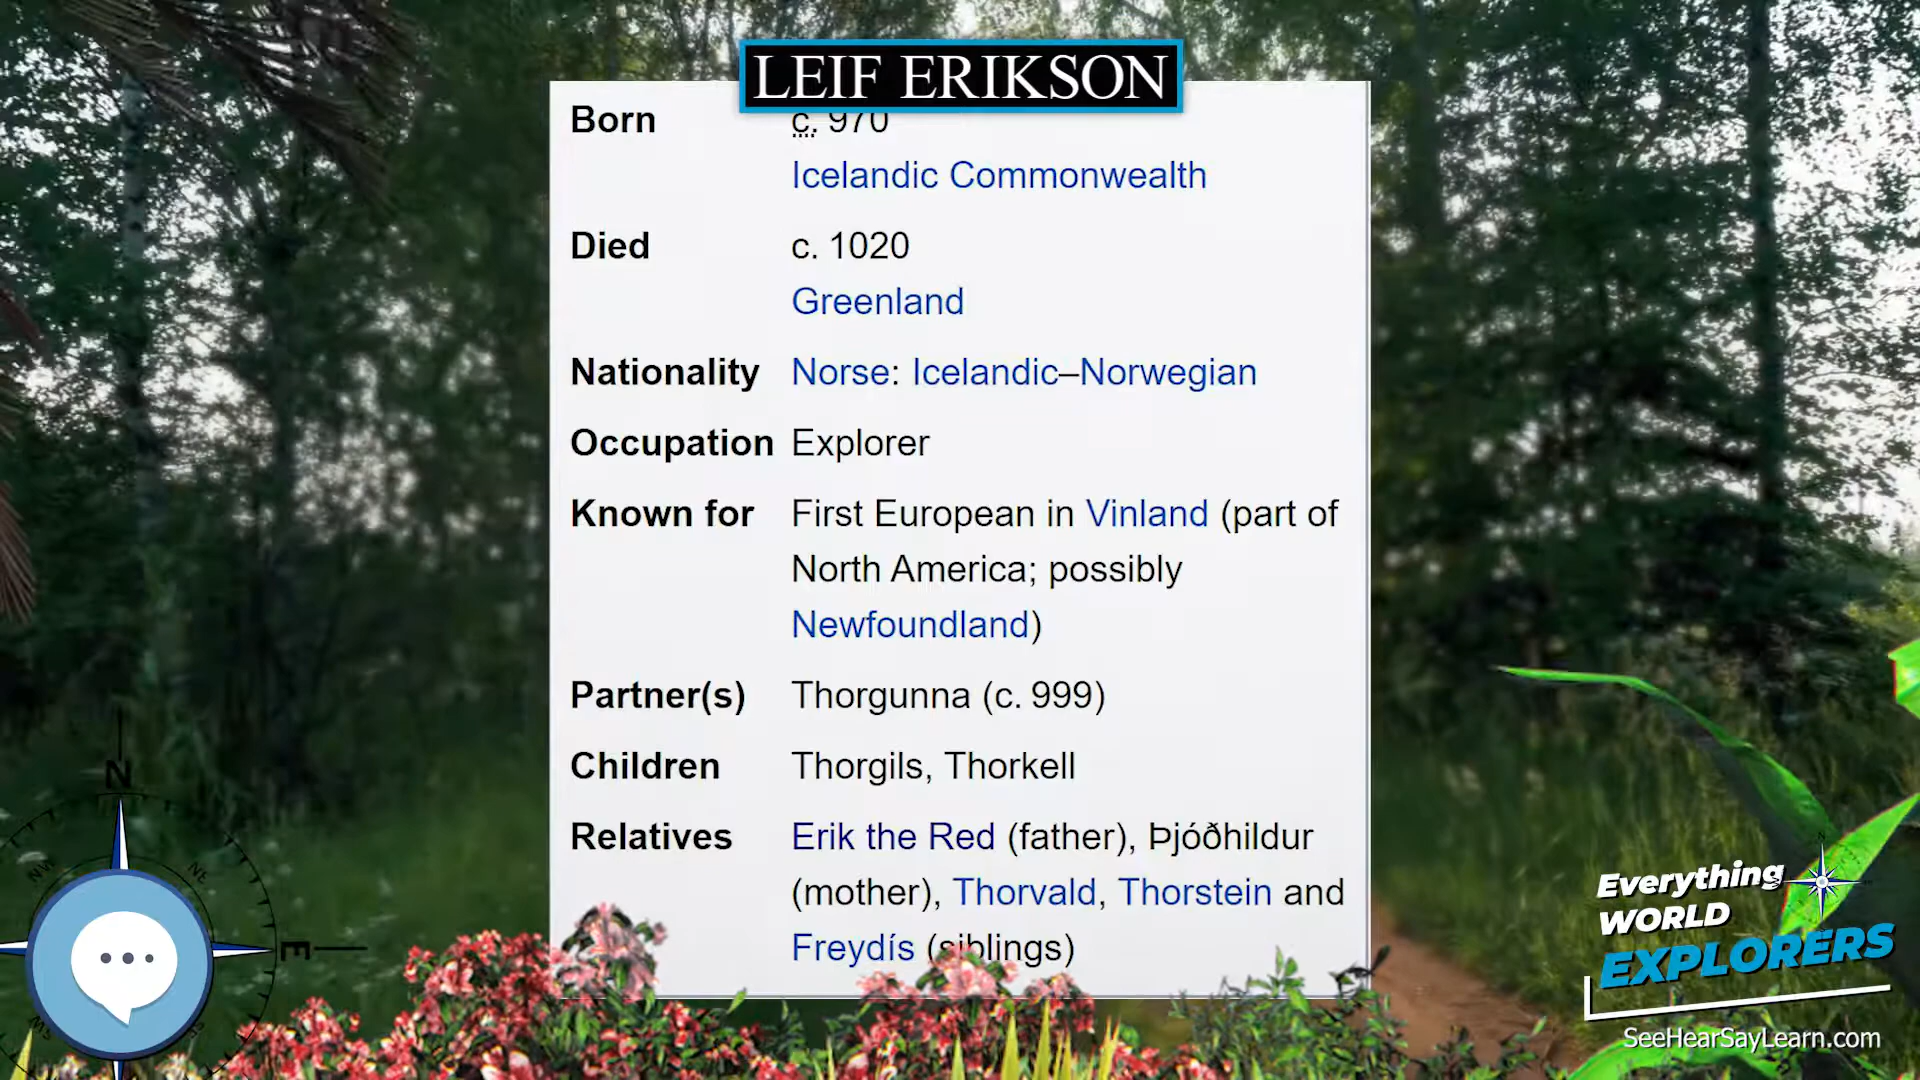 LEIF ERIKSON
Born c. 970
Icelandic Commonwealth
Died c. 1020
Greenland
Nationality Norse: Icelandic–Norwegian
Occupation Explorer
Known for First European in Vinland (part of
North America; possibly
Newfoundland)
Partner(s) Thorgunna (c. 999)
Children Thorgils, Thorkell
Relatives Erik the Red (father), Þjóðhildur
(mother), Thorvald, Thorstein and
Freydís (siblings)
N
NW
NE
E
Everything
WORLD
EXPLORERS
SeeHearSayLearn.com